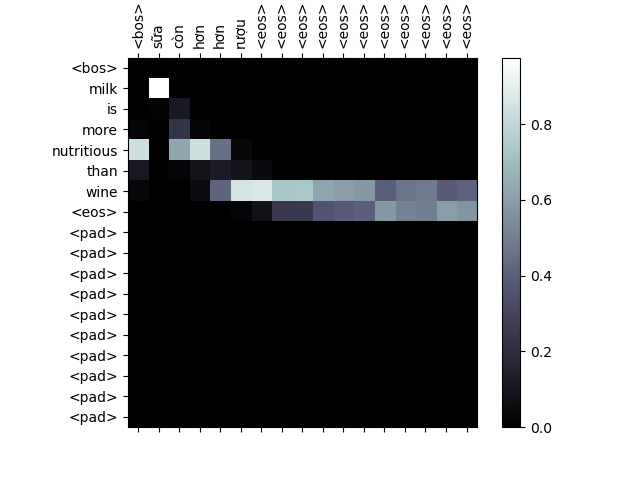 <bos> sữa còn hơn hơn rượu <eos> <eos> <eos> <eos> <eos> <eos> <eos> <eos> <eos> <eos> <eos>
<bos>
milk
is
more
nutritious
than
wine
<eos>
<pad>
<pad>
<pad>
<pad>
<pad>
<pad>
<pad>
<pad>
<pad>
<pad>
0.8
0.6
0.4
0.2
0.0